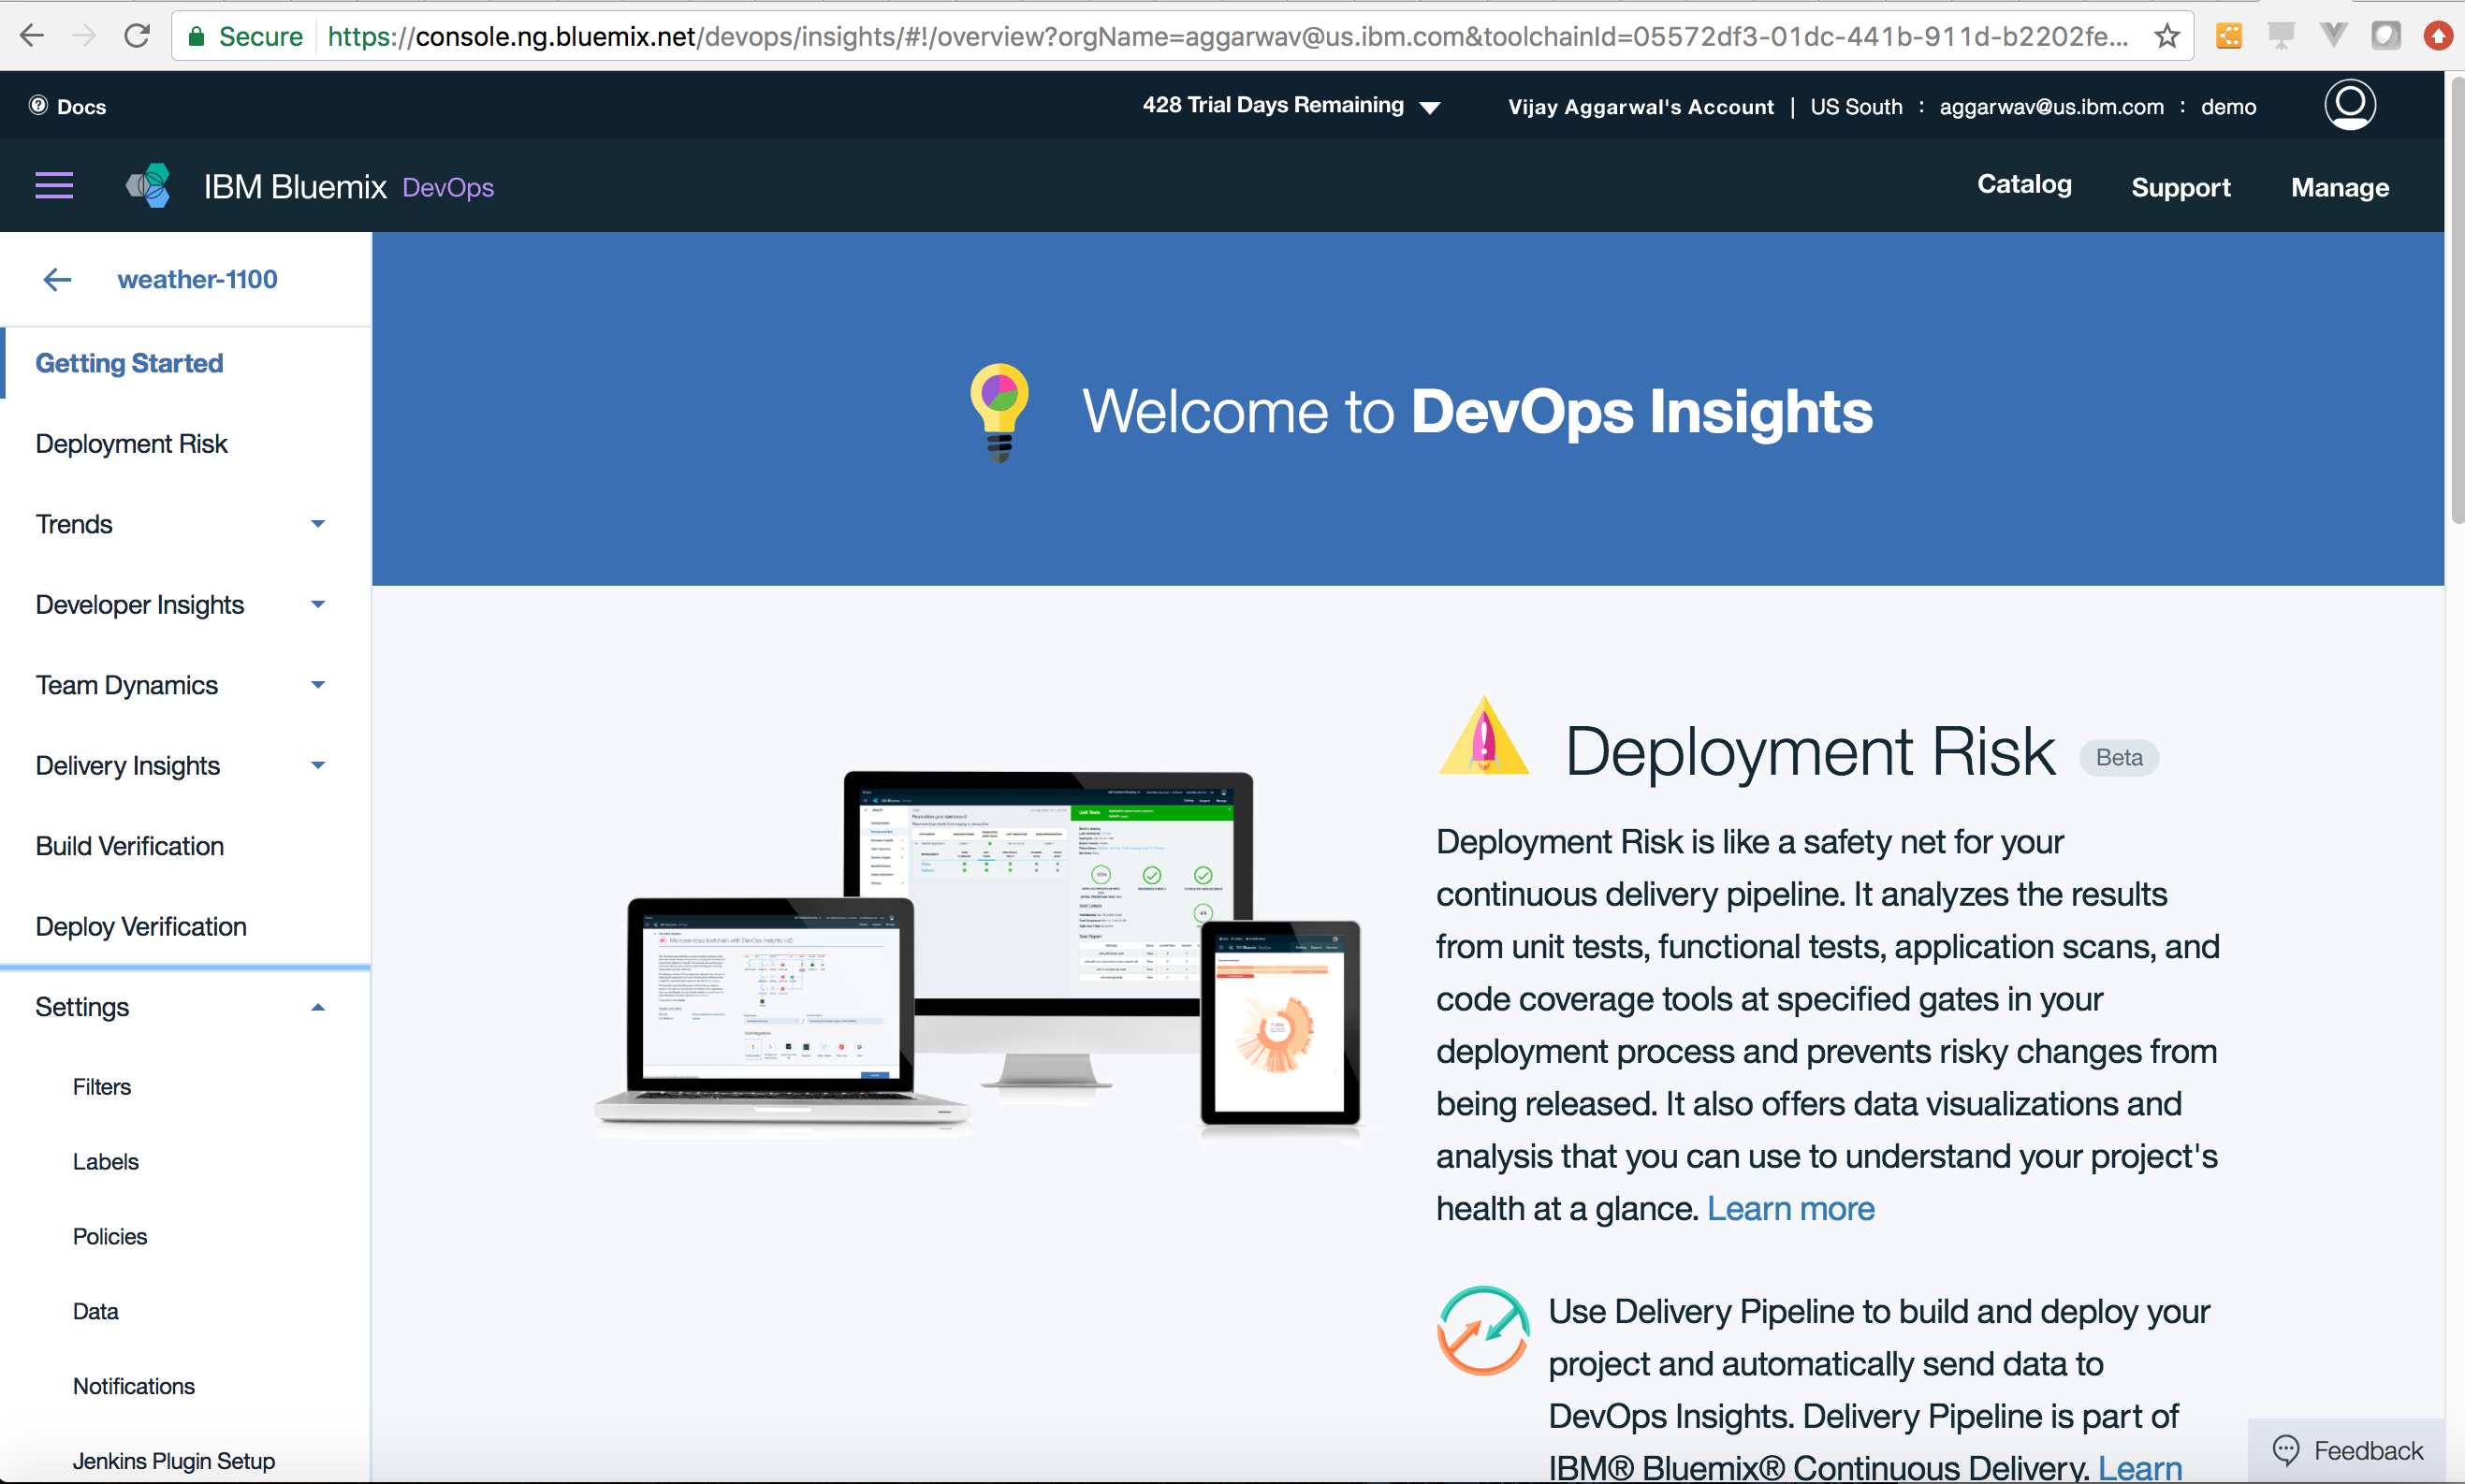 Secure https://console.ng.bluemix.net/devops/insights/#!/overview?orgName=aggarwav@us.ibm.com&toolchainId=05572df3-01dc-441b-911d-b2202fe...
Docs
428 Trial Days Remaining
Vijay Aggarwal's Account | US South : aggarwav@us.ibm.com : demo
IBM Bluemix DevOps
Catalog Support Manage
weather-1100
Getting Started
Deployment Risk
Trends
Developer Insights
Team Dynamics
Delivery Insights
Build Verification
Deploy Verification
Settings
Filters
Labels
Policies
Data
Notifications
Jenkins Plugin Setup
Welcome to DevOps Insights
Deployment Risk Beta
Deployment Risk is like a safety net for your
continuous delivery pipeline. It analyzes the results
from unit tests, functional tests, application scans, and
code coverage tools at specified gates in your
deployment process and prevents risky changes from
being released. It also offers data visualizations and
analysis that you can use to understand your project's
health at a glance. Learn more
Use Delivery Pipeline to build and deploy your
project and automatically send data to
DevOps Insights. Delivery Pipeline is part of
IBM® Bluemix® Continuous Delivery. Learn
Feedback